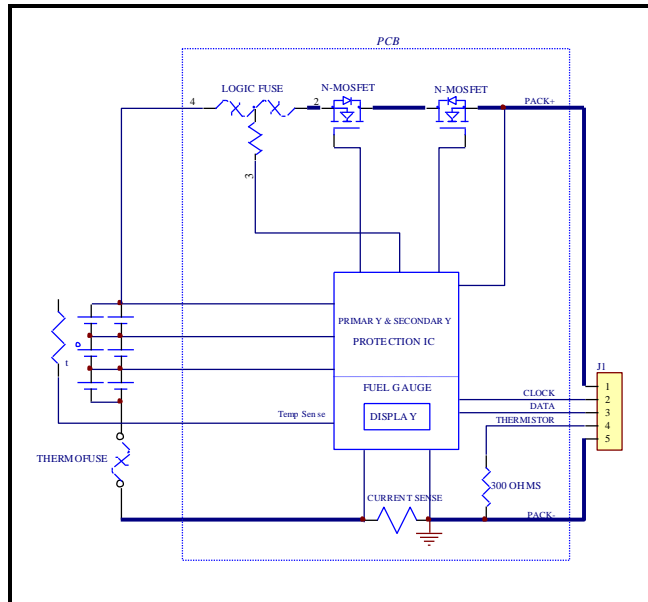 PCB
LOGIC FUSE
N-MOSFET
N-MOSFET
4
2
PACK+
3
PRIMARY & SECONDARY
PROTECTION IC
t
J1
FUEL GAUGE
CLOCK
1
2
DATA
3
Temp Sense
DISPLAY
THERMISTOR
4
5
THERMOFUSE
300 OHMS
CURRENT SENSE
PACK-